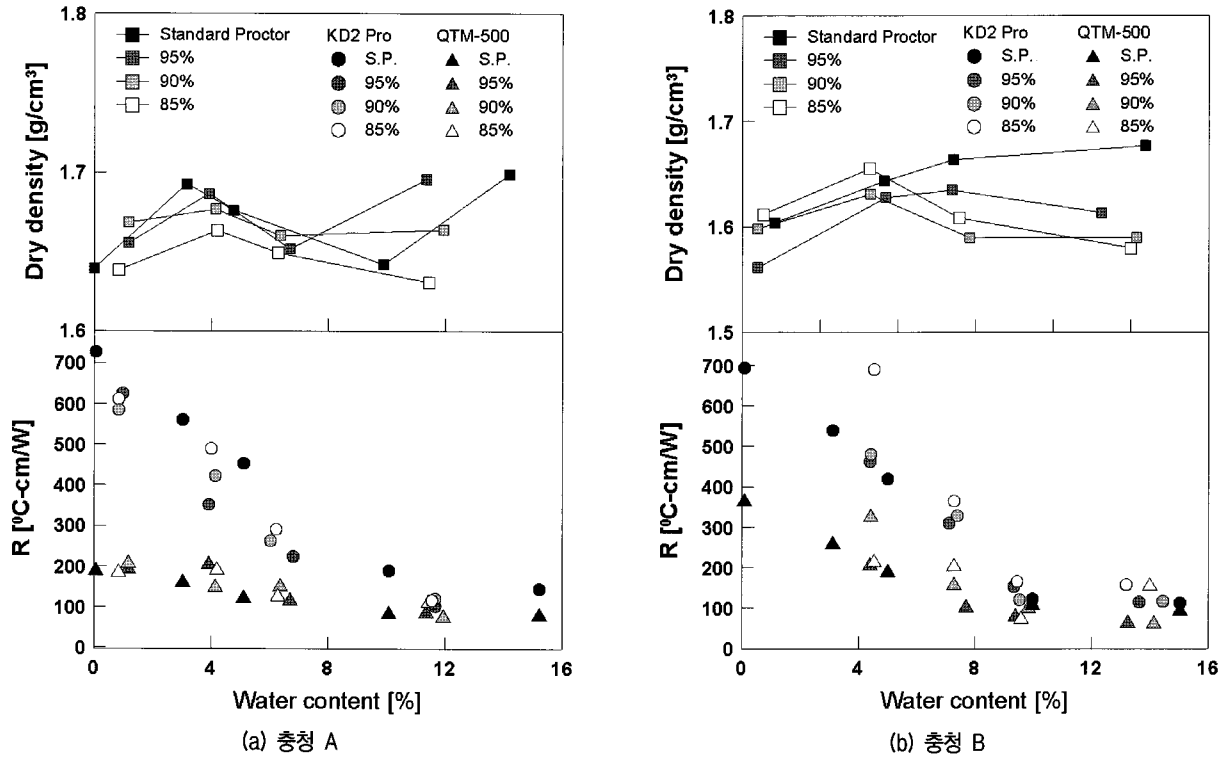 Standard Proctor
95%
90%
85%
KD2 Pro
S.P.
95%
90%
85%
QTM-500
S.P.
95%
90%
85%
Dry density [g/cm³]
1.8
1.7
1.6
R [⁰C-cm/W]
700
600
500
400
300
200
100
0
0 4 8 12 16
Water content [%]
(a) 충청 A
Standard Proctor
95%
90%
85%
KD2 Pro
S.P.
95%
90%
85%
QTM-500
S.P.
95%
90%
85%
Dry density [g/cm³]
1.8
1.7
1.6
1.5
R [⁰C-cm/W]
700
600
500
400
300
200
100
0
0 4 8 12 16
Water content [%]
(b) 충청 B